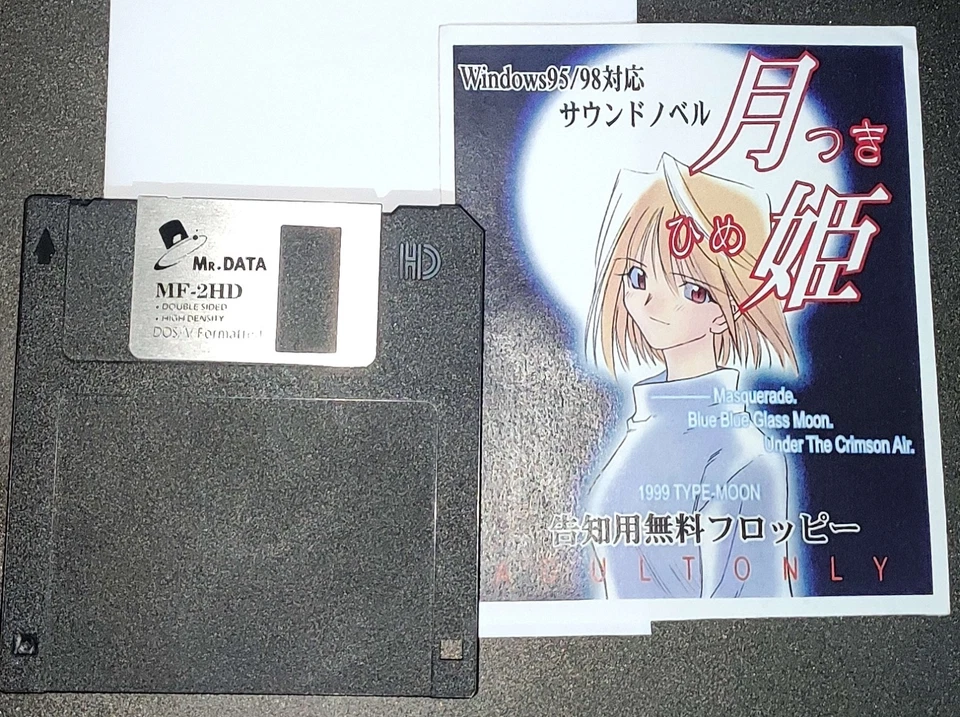 MR.DATA
MF-2HD
• DOUBLE SIDED
• HIGH DENSITY
DOS/V Formatted
HD
Windows95/98対応
サウンドノベル
月つき
姫ひめ
Masquerade.
Blue Blue Glass Moon.
Under The Crimson Air.
1999 TYPE-MOON
告知用無料フロッピー
ADULT ONLY